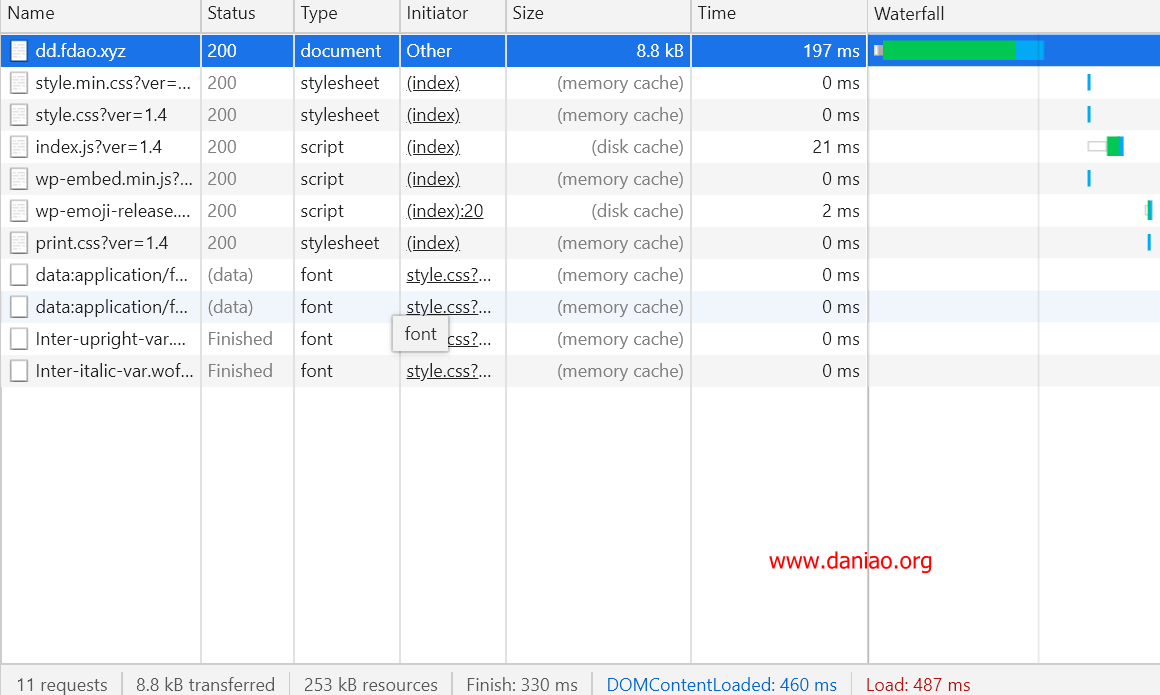 Name Status Type Initiator Size Time Waterfall
dd.fdao.xyz 200 document Other 8.8 kB 197 ms
style.min.css?ver=... 200 stylesheet (index) (memory cache) 0 ms
style.css?ver=1.4 200 stylesheet (index) (memory cache) 0 ms
index.js?ver=1.4 200 script (index) (disk cache) 21 ms
wp-embed.min.js?... 200 script (index) (memory cache) 0 ms
wp-emoji-release.... 200 script (index):20 (disk cache) 2 ms
print.css?ver=1.4 200 stylesheet (index) (memory cache) 0 ms
data:application/f... (data) font style.css?... (memory cache) 0 ms
data:application/f... (data) font style.css?... (memory cache) 0 ms
Inter-upright-var.... Finished font font css?... (memory cache) 0 ms
Inter-italic-var.wof... Finished font style.css?... (memory cache) 0 ms
www.daniao.org
11 requests 8.8 kB transferred 253 kB resources Finish: 330 ms DOMContentLoaded: 460 ms Load: 487 ms